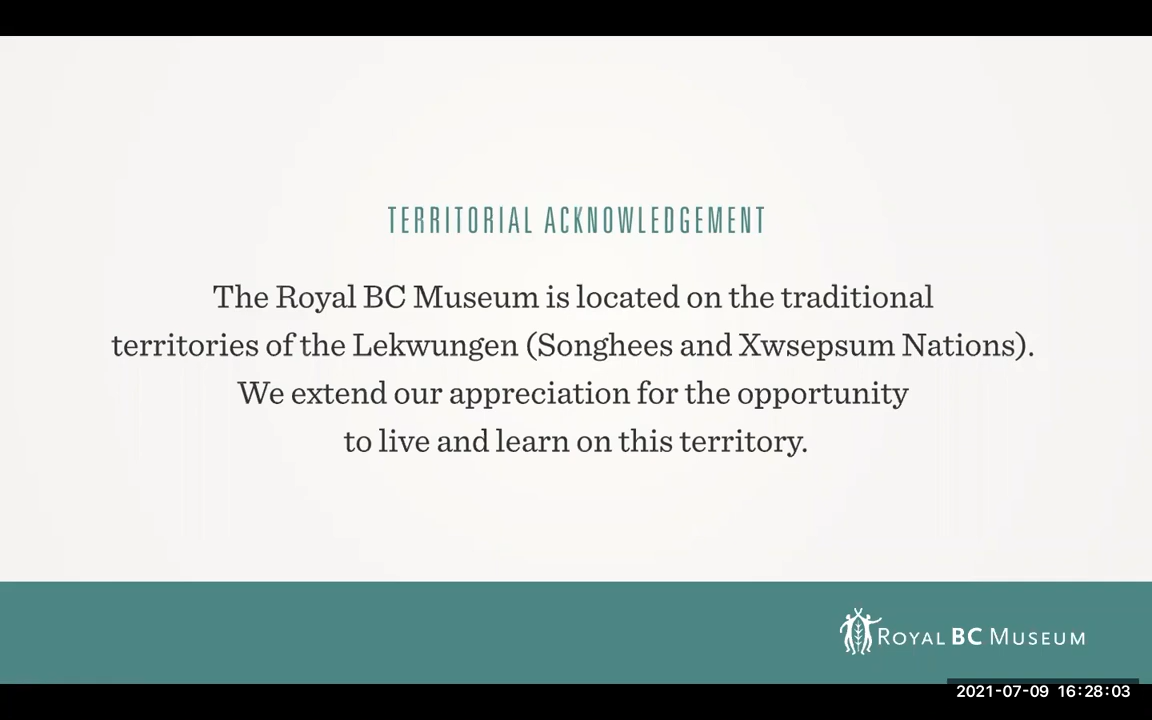 TERRITORIAL ACKNOWLEDGEMENT
The Royal BC Museum is located on the traditional
territories of the Lekwungen (Songhees and Xwsepsum Nations).
We extend our appreciation for the opportunity
to live and learn on this territory.
ROYAL BC MUSEUM
2021-07-09 16:28:03